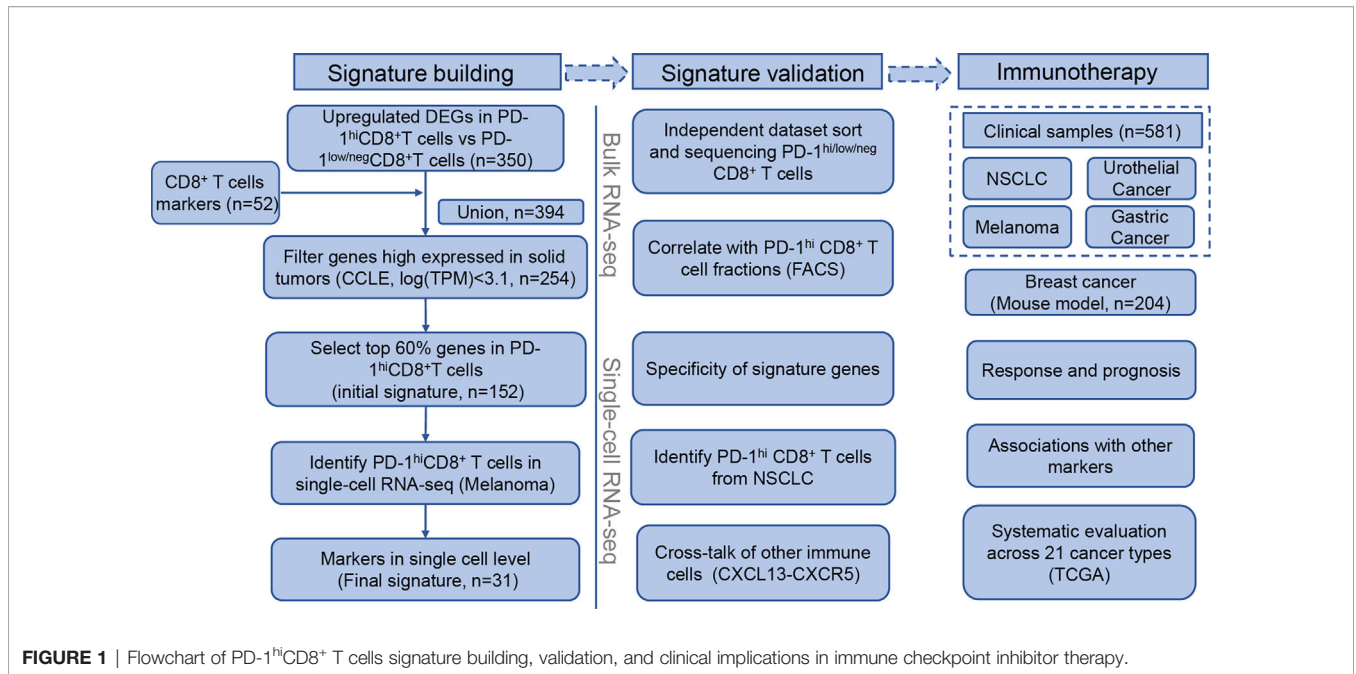 Signature building
Signature validation
Immunotherapy
Upregulated DEGs in PD-
1hiCD8+T cells vs PD-
1low/negCD8+T cells (n=350)
CD8+ T cells
markers (n=52)
Union, n=394
Filter genes high expressed in solid
tumors (CCLE, log(TPM)<3.1, n=254)
Select top 60% genes in PD-
1hiCD8+T cells
(initial signature, n=152)
Identify PD-1hiCD8+ T cells in
single-cell RNA-seq (Melanoma)
Markers in single cell level
(Final signature, n=31)
Bulk RNA-seq
Single-cell RNA-seq
Independent dataset sort
and sequencing PD-1hi/low/neg
CD8+ T cells
Correlate with PD-1hi CD8+ T
cell fractions (FACS)
Specificity of signature genes
Identify PD-1hi CD8+ T cells
from NSCLC
Cross-talk of other immune
cells (CXCL13-CXCR5)
Clinical samples (n=581)
NSCLC
Urothelial
Cancer
Melanoma
Gastric
Cancer
Breast cancer
(Mouse model, n=204)
Response and prognosis
Associations with other
markers
Systematic evaluation
across 21 cancer types
(TCGA)
FIGURE 1 | Flowchart of PD-1hiCD8+ T cells signature building, validation, and clinical implications in immune checkpoint inhibitor therapy.